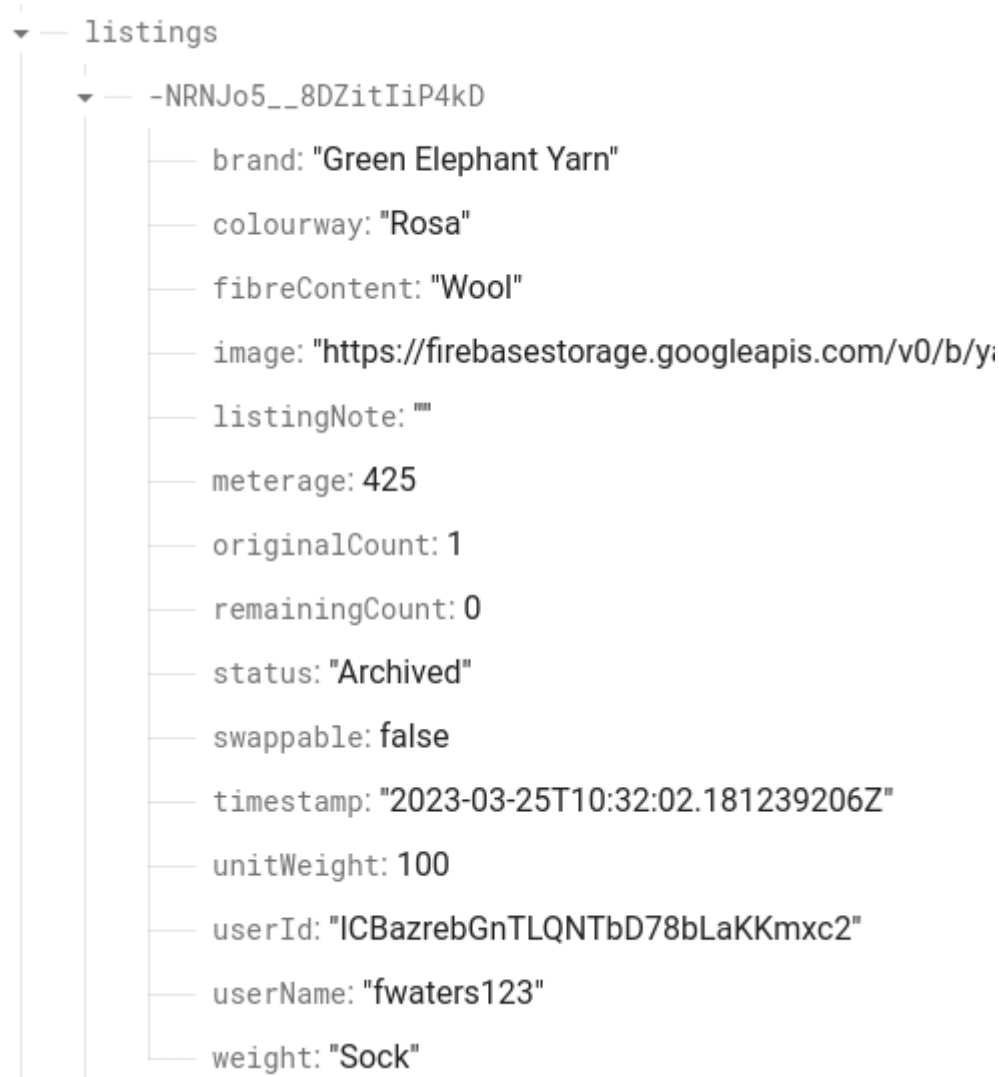 listings
-NRNJo5__8DZitIiP4kD
brand: "Green Elephant Yarn"
colourway: "Rosa"
fibreContent: "Wool"
image: "https://firebasestorage.googleapis.com/v0/b/ya
listingNote: ""
meterage: 425
originalCount: 1
remainingCount: 0
status: "Archived"
swappable: false
timestamp: "2023-03-25T10:32:02.181239206Z"
unitWeight: 100
userId: "ICBazrebGnTLQNTbD78bLaKKmxc2"
userName: "fwaters123"
weight: "Sock"